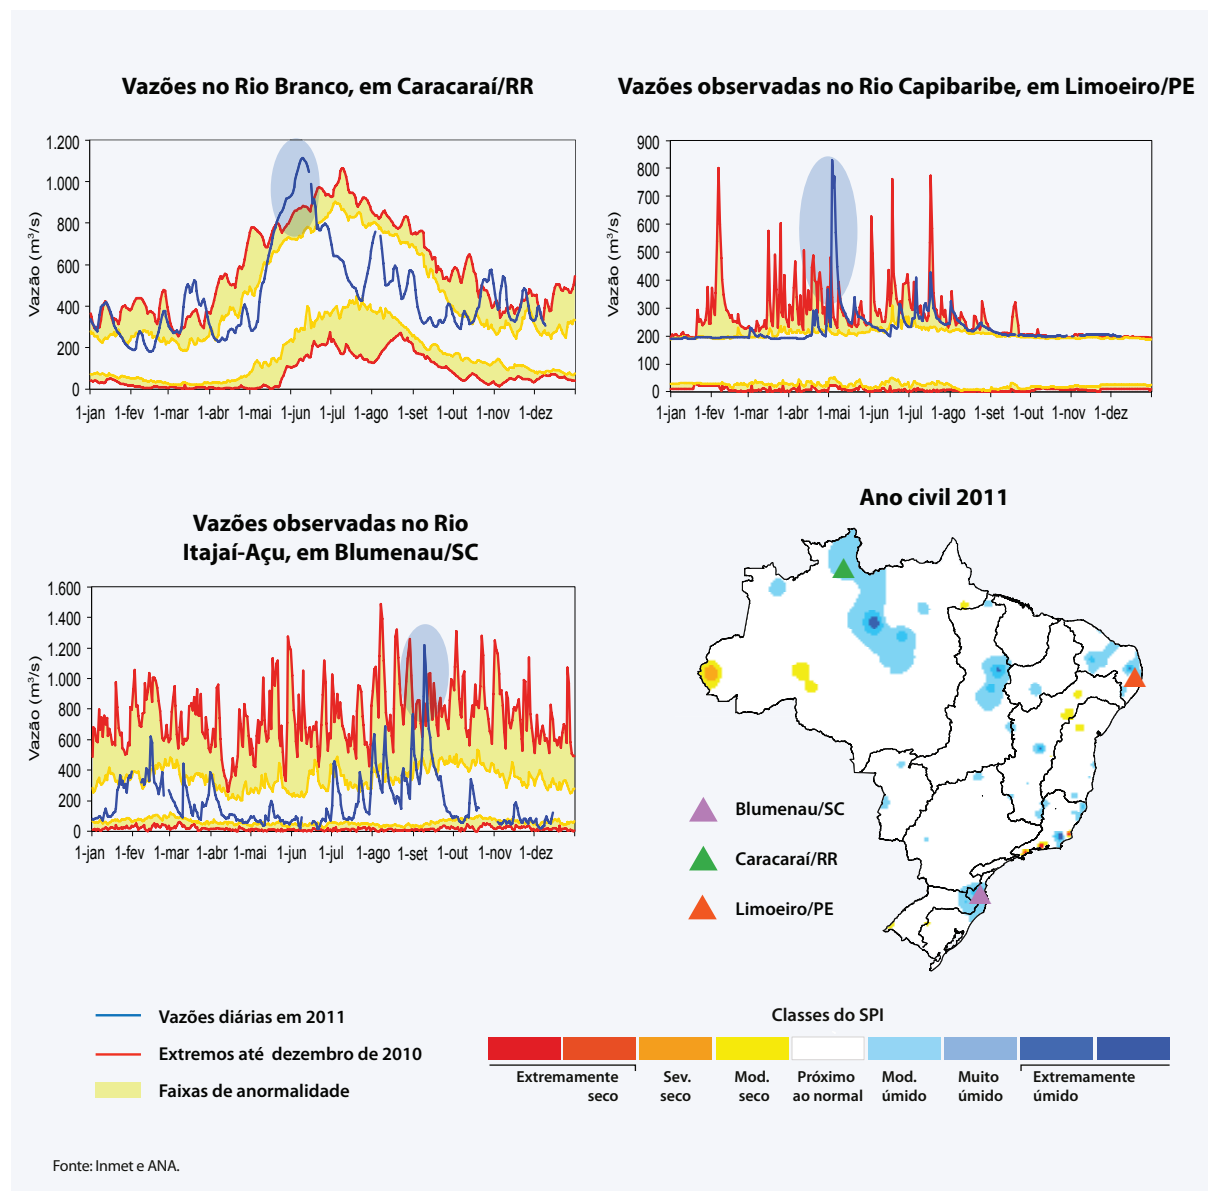 Vazões no Rio Branco, em Caracaraí/RR
Vazão (m³/s)
1.200
1.000
800
600
400
200
0
1-jan 1-fev 1-mar 1-abr 1-mai 1-jun 1-jul 1-ago 1-set 1-out 1-nov 1-dez
Vazões observadas no Rio Capibaribe, em Limoeiro/PE
Vazão (m³/s)
900
800
700
600
500
400
300
200
100
0
1-jan 1-fev 1-mar 1-abr 1-mai 1-jun 1-jul 1-ago 1-set 1-out 1-nov 1-dez
Vazões observadas no Rio
Itajaí-Açu, em Blumenau/SC
Vazão (m³/s)
1.600
1.400
1.200
1.000
800
600
400
200
0
1-jan 1-fev 1-mar 1-abr 1-mai 1-jun 1-jul 1-ago 1-set 1-out 1-nov 1-dez
Ano civil 2011
Blumenau/SC
Caracaraí/RR
Limoeiro/PE
Vazões diárias em 2011
Extremos até dezembro de 2010
Faixas de anormalidade
Classes do SPI
Extremamente seco
Sev. seco
Mod. seco
Próximo ao normal
Mod. úmido
Muito úmido
Extremamente úmido
Fonte: Inmet e ANA.